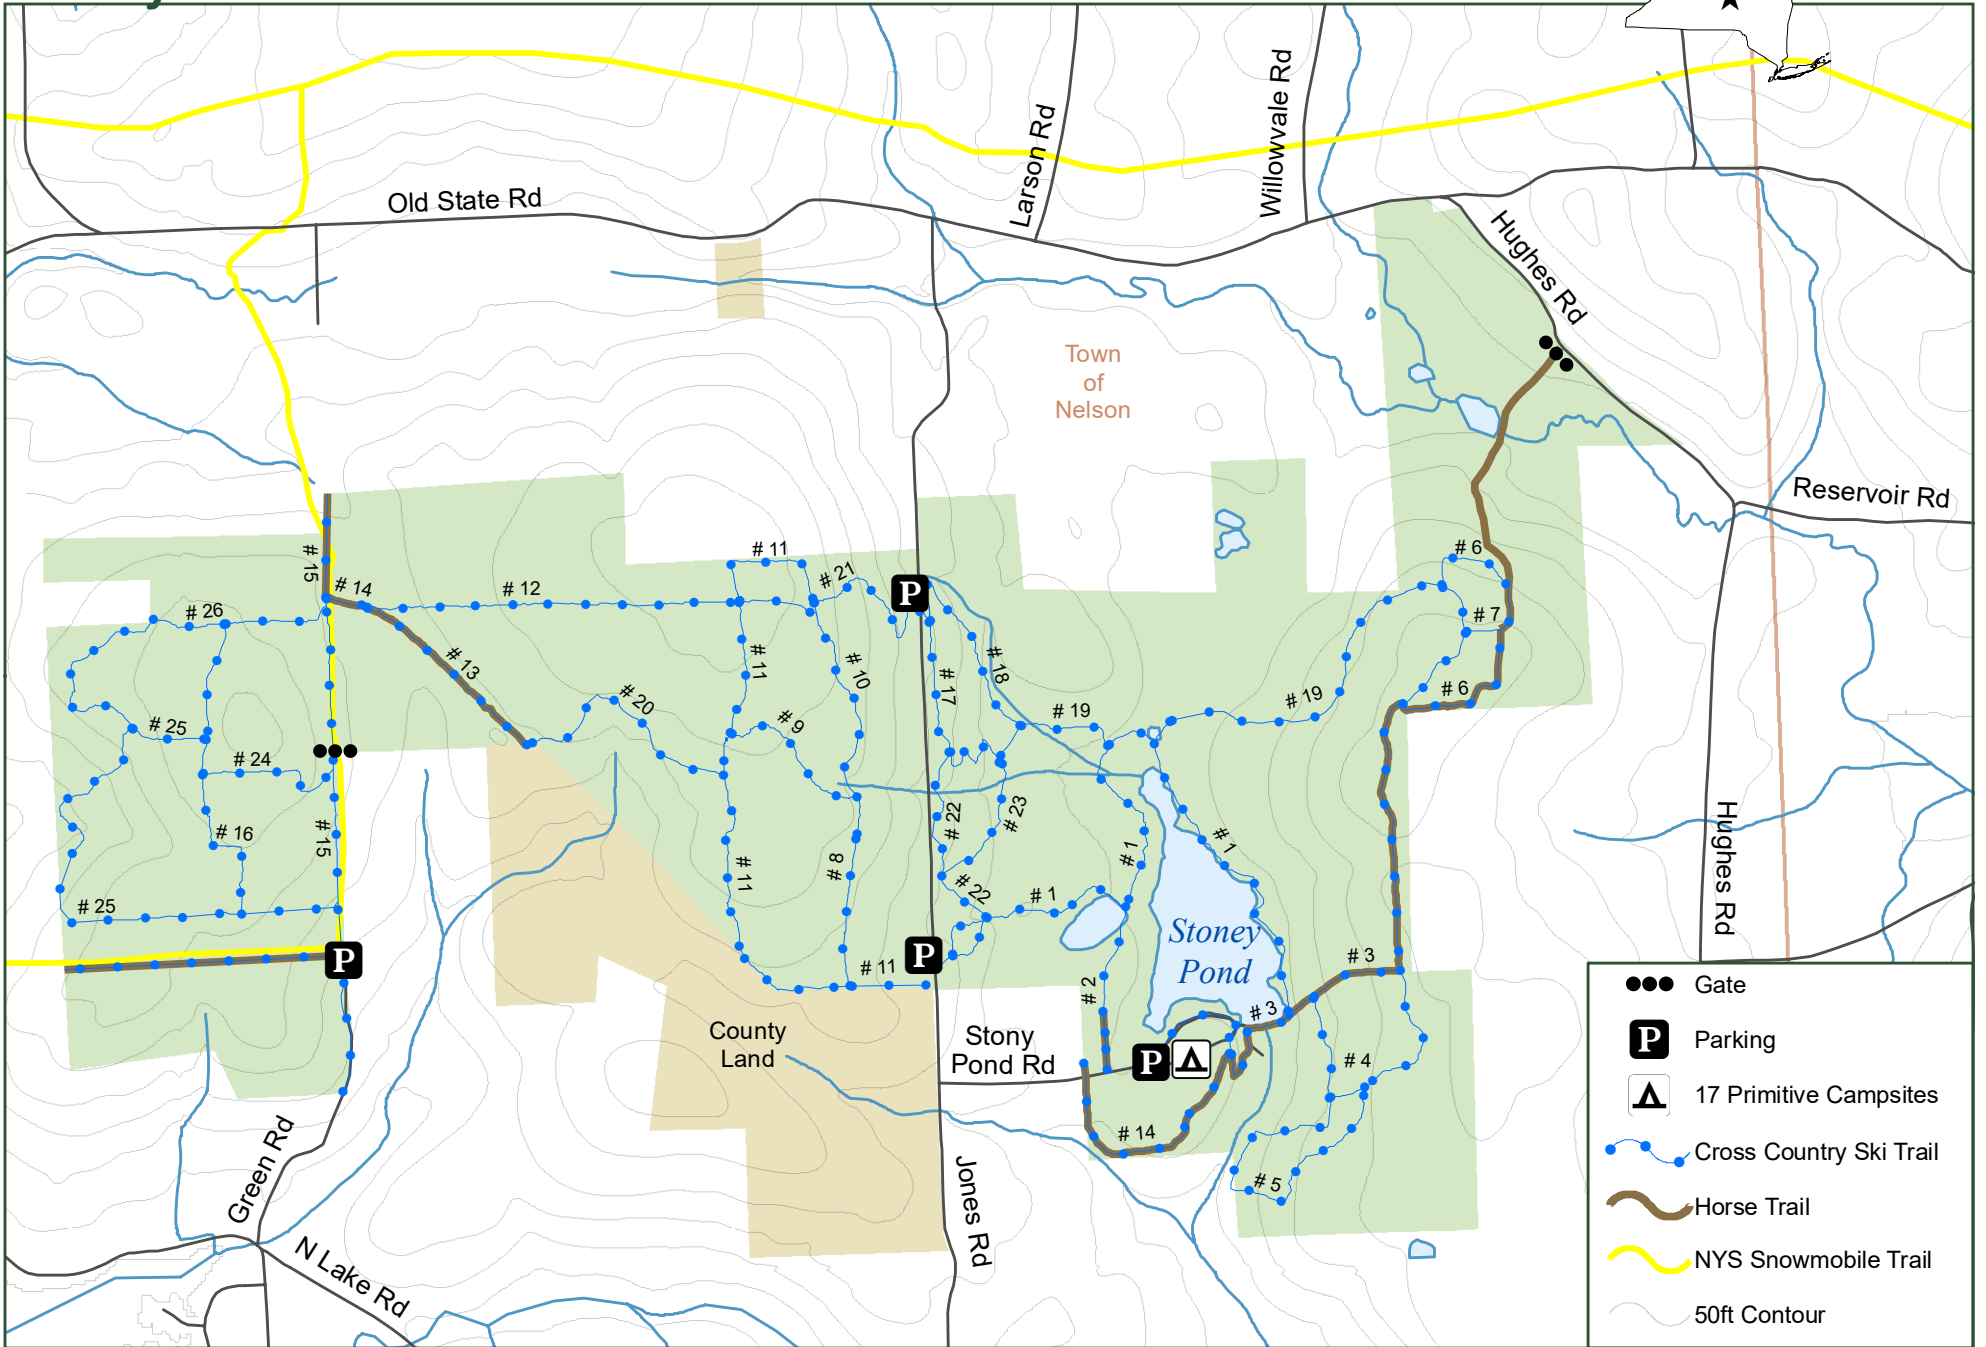 Old State Rd
Larson Rd
Willowvale Rd
Hughes Rd
Town
of
Nelson
Reservoir Rd
# 15
# 14
# 12
# 11
# 21
P
# 6
# 7
# 26
# 13
# 20
# 11
# 10
# 17
# 18
# 19
# 19
# 6
# 25
# 9
# 24
# 16
# 15
# 8
# 11
# 22
# 23
# 1
# 1
Hughes Rd
# 25
# 22
# 1
Stoney
Pond
P
P
# 11
# 2
# 3
# 3
County
Land
Stony
Pond Rd
P
# 4
# 14
# 5
Green Rd
Jones Rd
N Lake Rd
Gate
P Parking
17 Primitive Campsites
Cross Country Ski Trail
Horse Trail
NYS Snowmobile Trail
50ft Contour